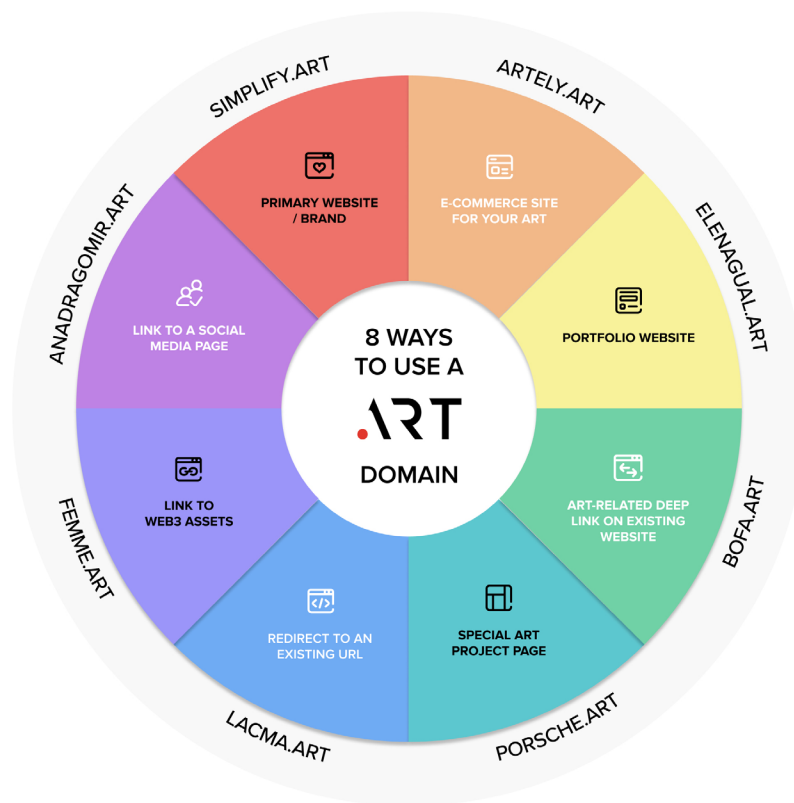 8 WAYS
TO USE A
.ART
DOMAIN
SIMPLIFY.ART
PRIMARY WEBSITE
/ BRAND
ARTELY.ART
E-COMMERCE SITE
FOR YOUR ART
ELENAGUAL.ART
PORTFOLIO WEBSITE
BOFA.ART
ART-RELATED DEEP
LINK ON EXISTING
WEBSITE
PORSCHE.ART
SPECIAL ART
PROJECT PAGE
LACMA.ART
REDIRECT TO AN
EXISTING URL
FEMME.ART
LINK TO
WEB3 ASSETS
ANADRAGOMIR.ART
LINK TO A SOCIAL
MEDIA PAGE